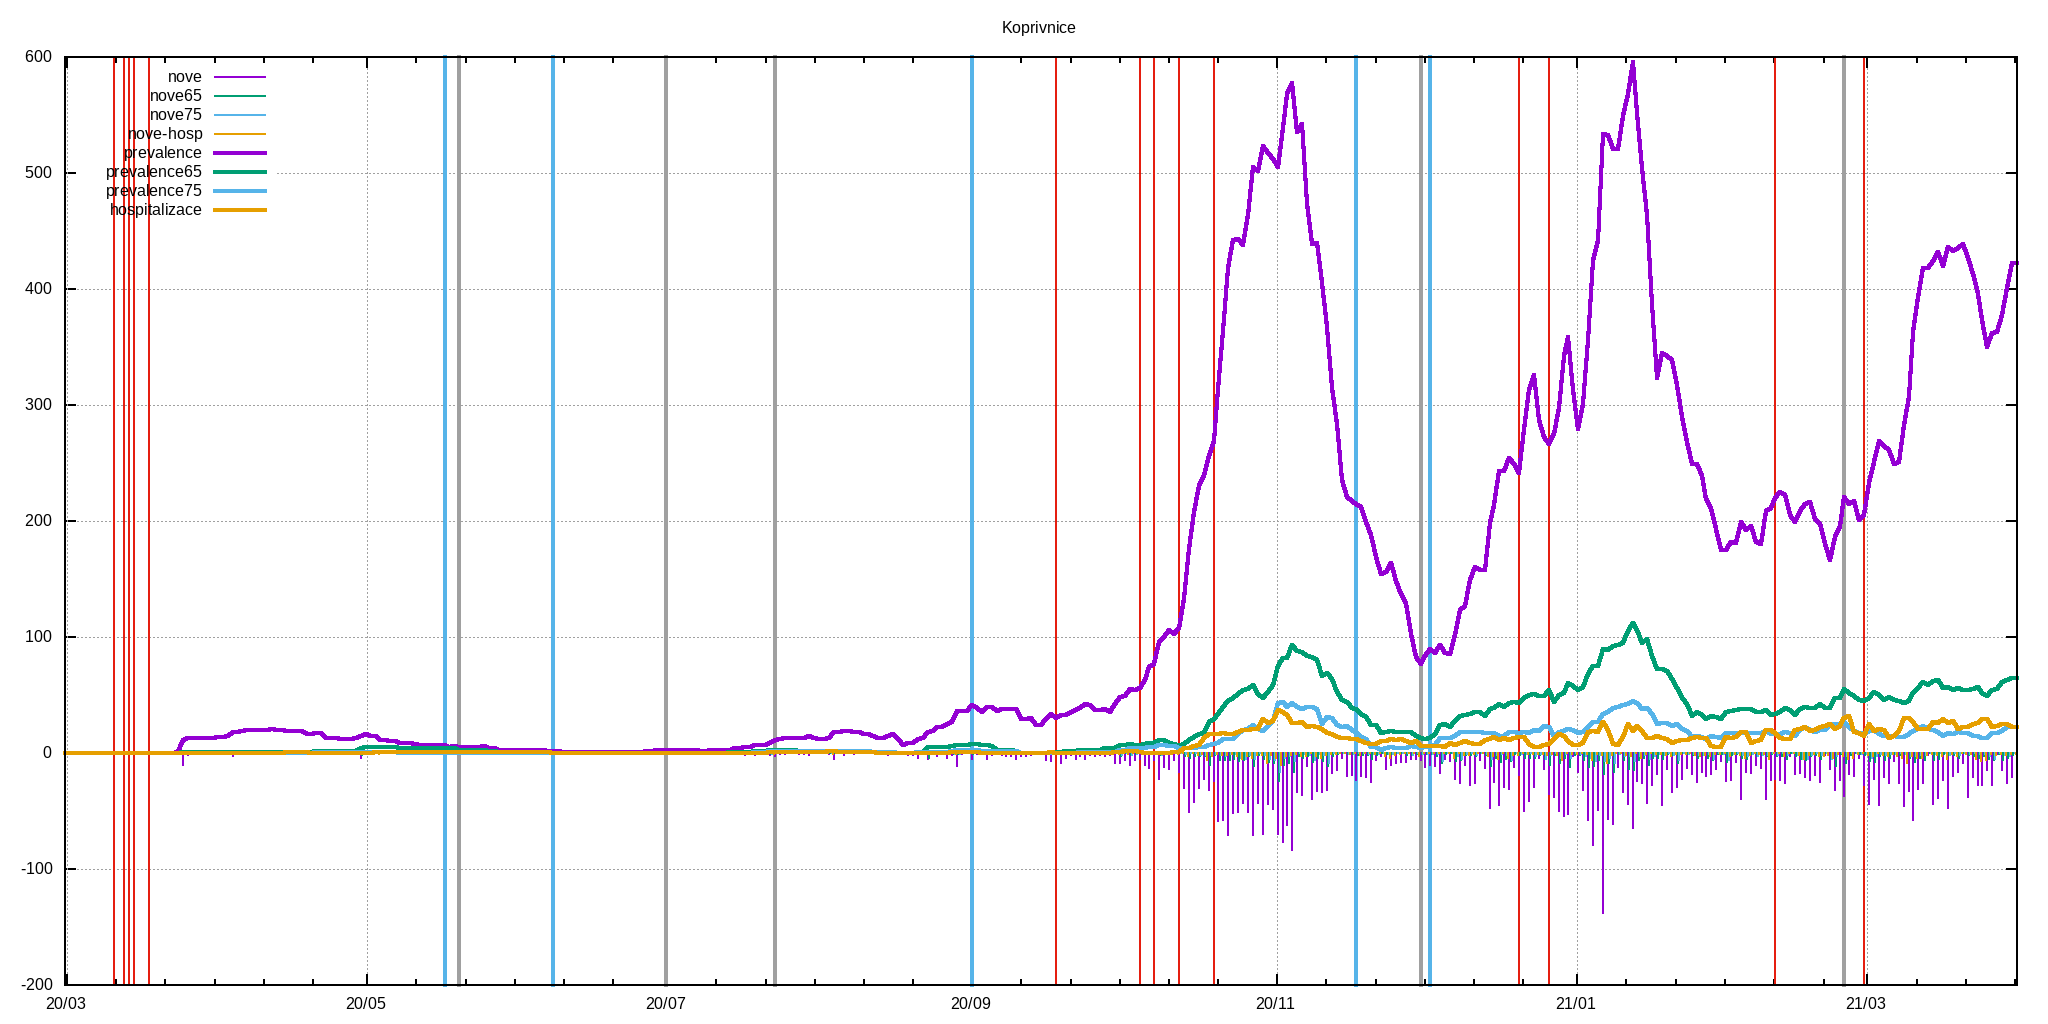 Koprivnice
600
500
400
300
200
100
0
-100
-200
nove
nove65
nove75
nove-hosp
prevalence
prevalence65
prevalence75
hospitalizace
20/03
20/05
20/07
20/09
20/11
21/01
21/03